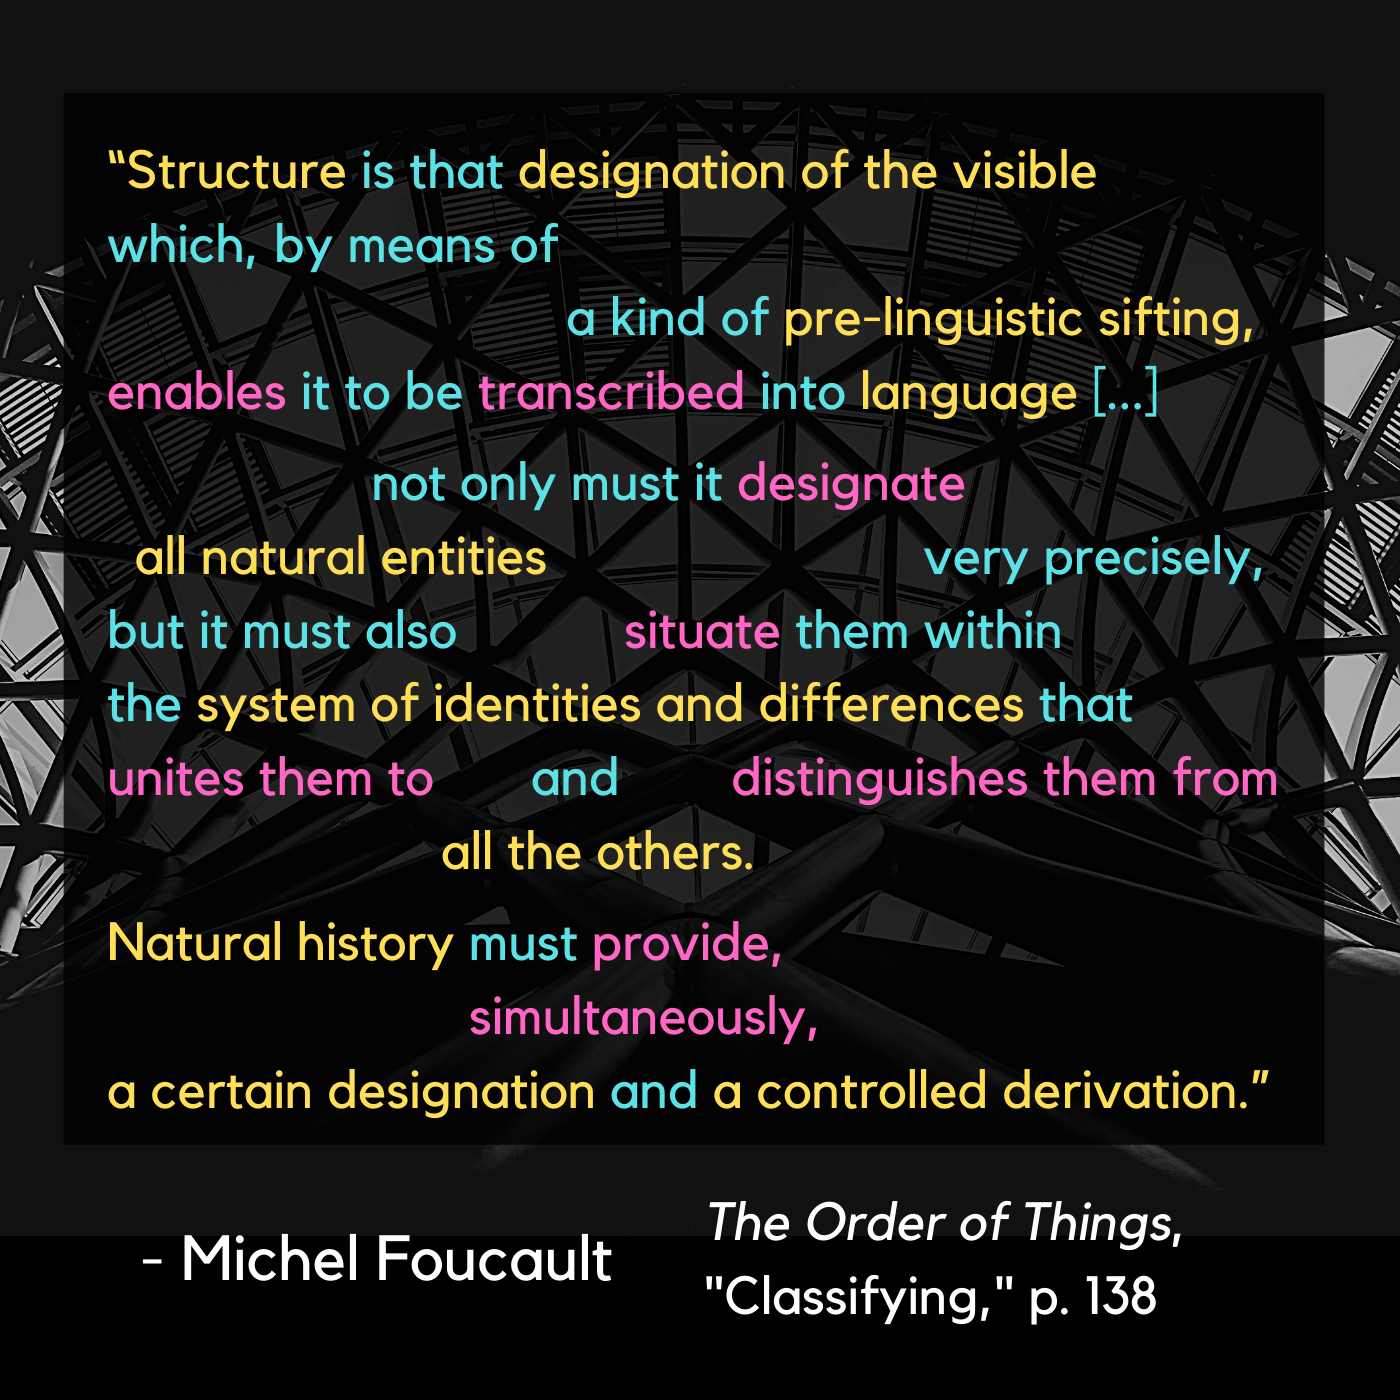 “Structure is that designation of the visible
which, by means of
a kind of pre-linguistic sifting,
enables it to be transcribed into language [...]
not only must it designate
all natural entities very precisely,
but it must also situate them within
the system of identities and differences that
unites them to and distinguishes them from
all the others.
Natural history must provide,
simultaneously,
a certain designation and a controlled derivation.”
- Michel Foucault
The Order of Things,
"Classifying," p. 138